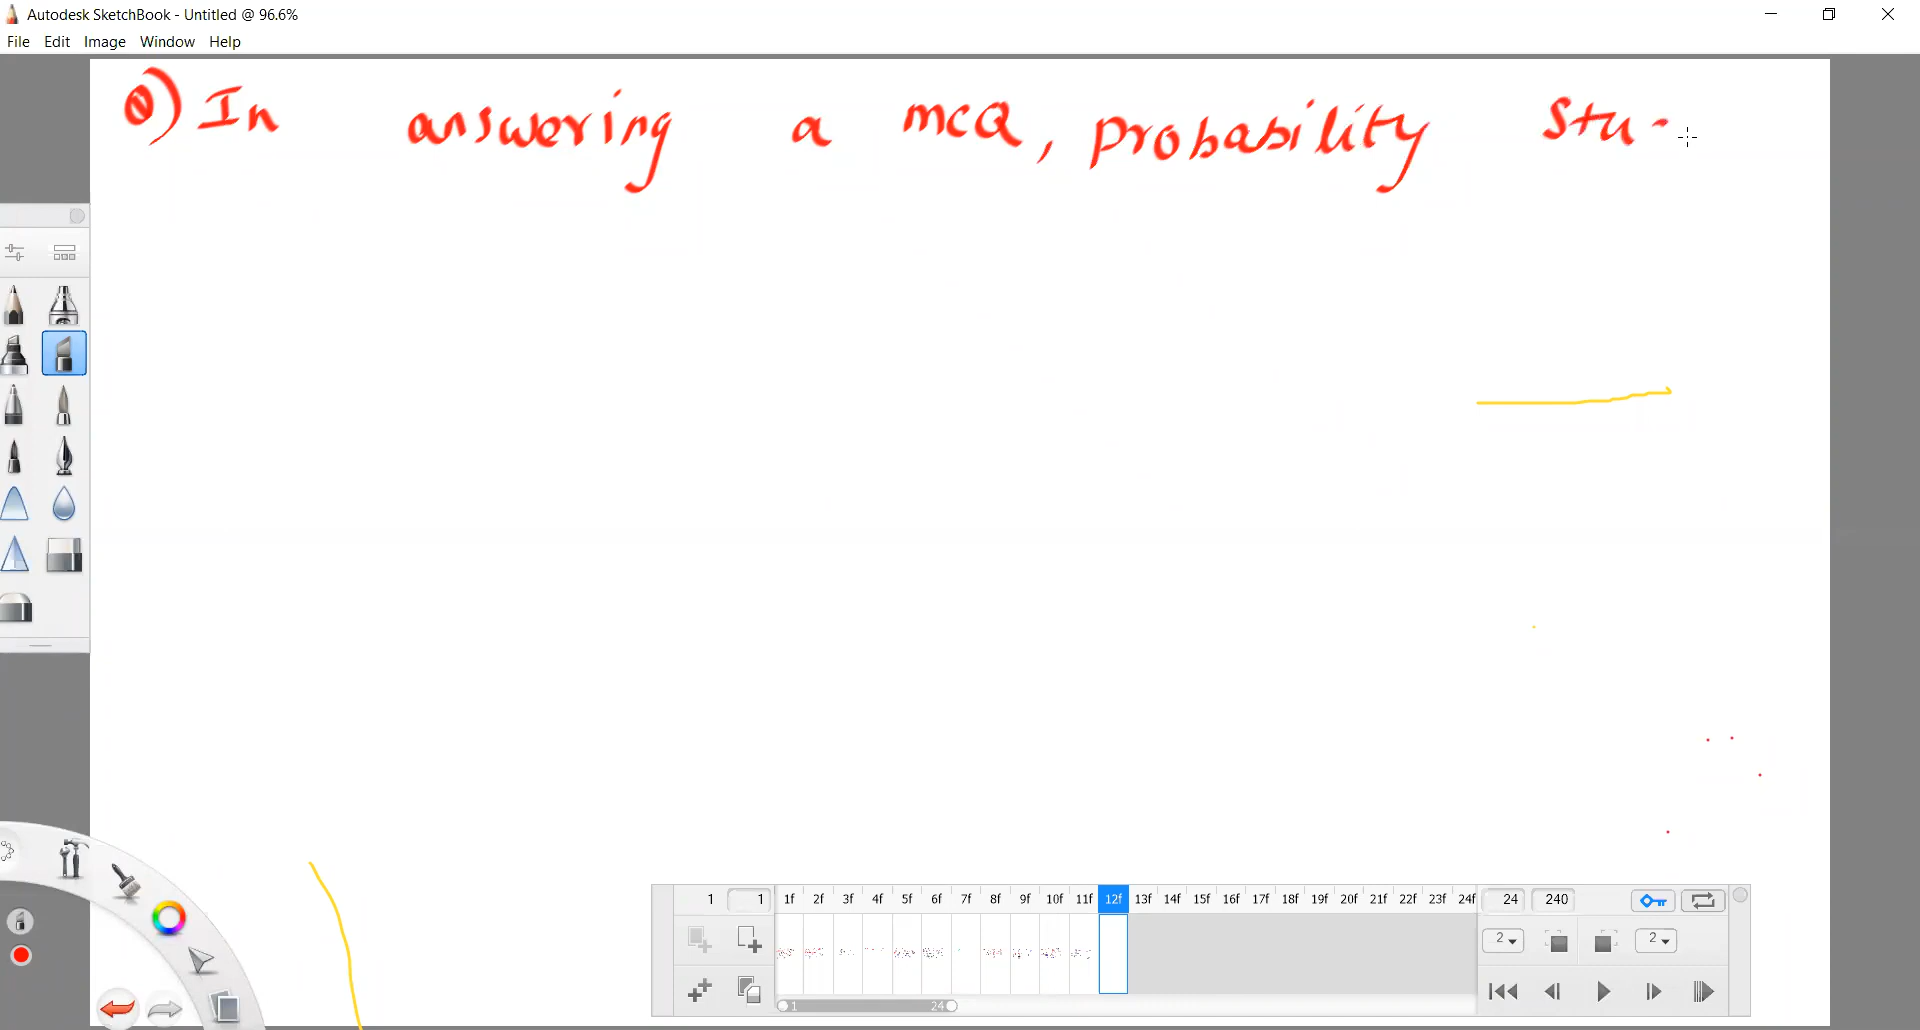 Autodesk SketchBook - Untitled @ 96.6%
File Edit Image Window Help
Q) In answering a mcQ, probability Stu-
1 1 1f 2f 3f 4f 5f 6f 7f 8f 9f 10f 11f 12f 13f 14f 15f 16f 17f 18f 19f 20f 21f 22f 23f 24f 24 240
2 2
1 24